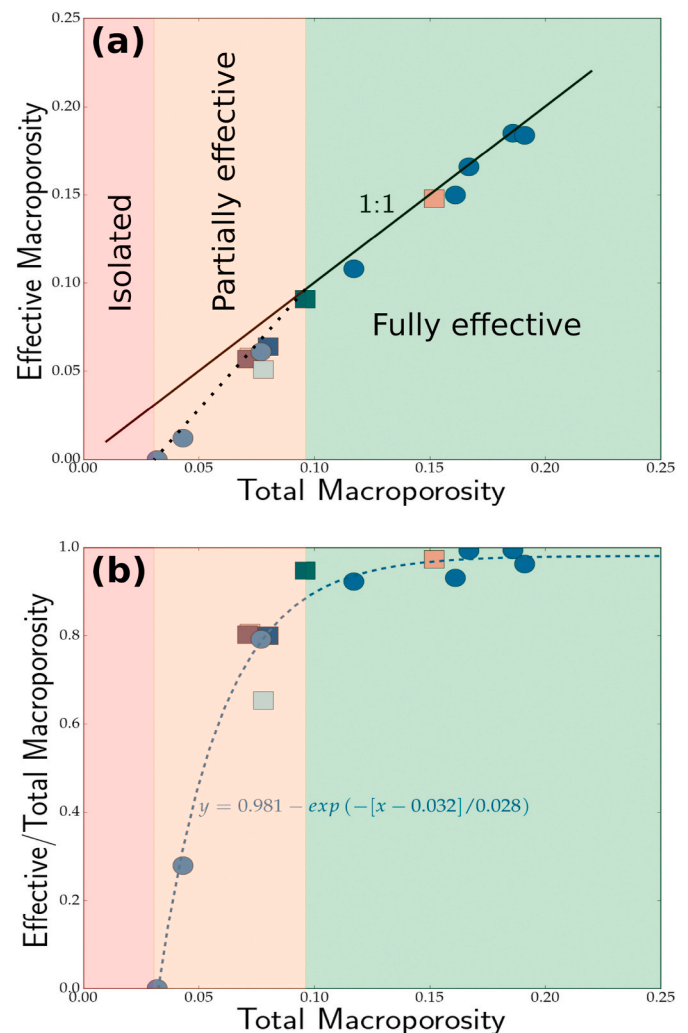 (a)
0.25
0.20
0.15
0.10
0.05
0.00
Effective Macroporosity
Isolated
Partially effective
Fully effective
1:1
0.00 0.05 0.10 0.15 0.20 0.25
Total Macroporosity
(b)
1.0
0.8
0.6
0.4
0.2
0.0
Effective/Total Macroporosity
y = 0.981 − exp (−[x − 0.032]/0.028)
0.00 0.05 0.10 0.15 0.20 0.25
Total Macroporosity